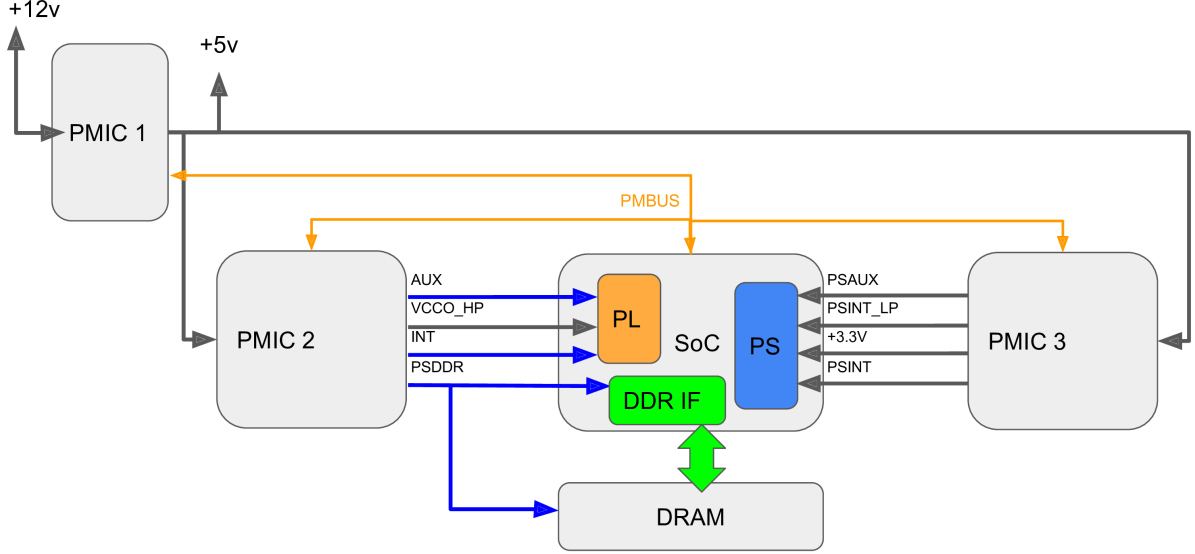 +12v
+5v
PMIC 1
PMBUS
AUX
VCCO_HP
INT
PSDDR
PMIC 2
PL
SoC
PS
DDR IF
PSAUX
PSINT_LP
+3.3V
PSINT
PMIC 3
DRAM